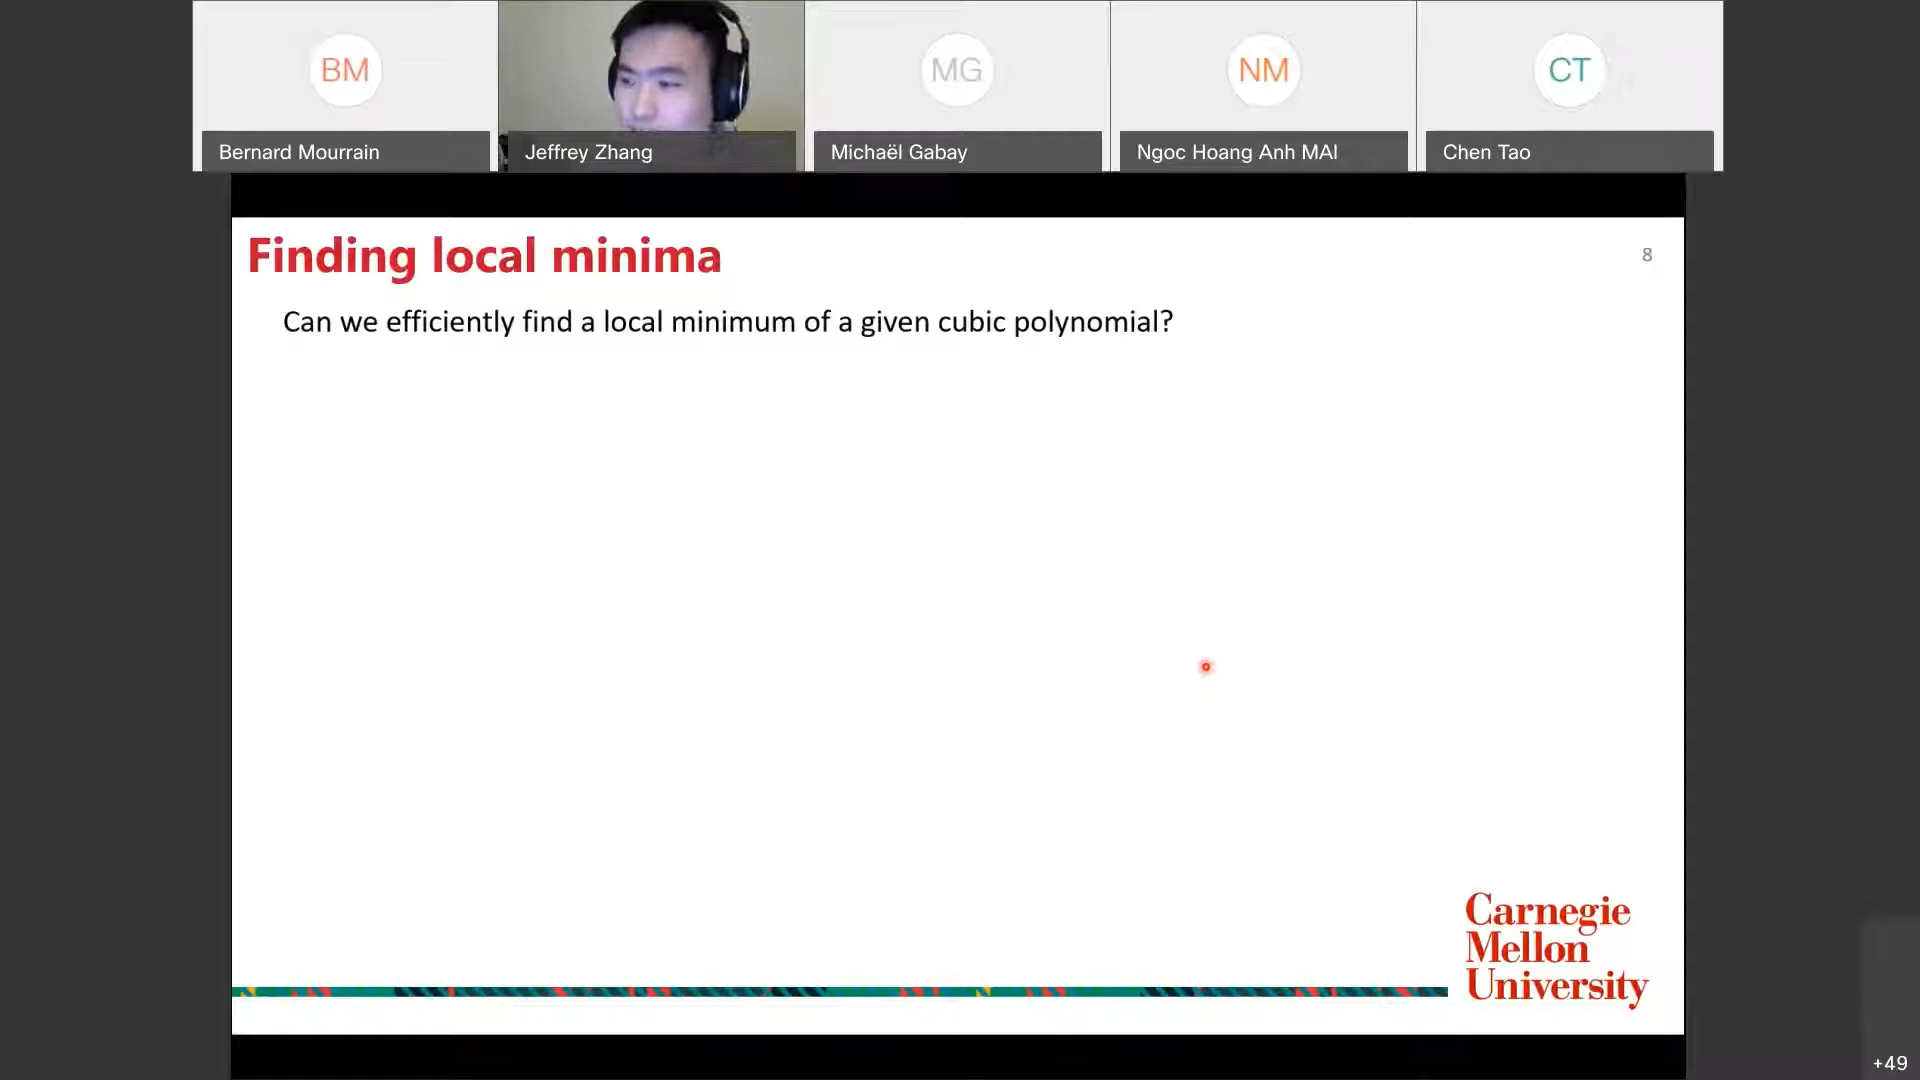 BM
MG
NM
CT
Bernard Mourrain
Jeffrey Zhang
Michaël Gabay
Ngoc Hoang Anh MAI
Chen Tao
Finding local minima
8
Can we efficiently find a local minimum of a given cubic polynomial?
Carnegie
Mellon
University
+49